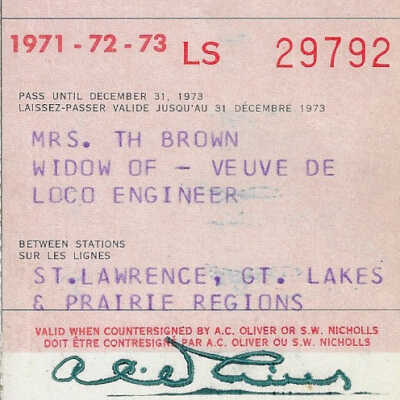 1971-72-73 LS 29792
PASS UNTIL DECEMBER 31, 1973
LAISSEZ-PASSER VALIDE JUSQU'AU 31 DÉCEMBRE 1973
MRS. TH BROWN
WIDOW OF - VEUVE DE
LOCO ENGINEER
BETWEEN STATIONS
SUR LES LIGNES
ST.LAWRENCE, GT. LAKES
& PRAIRIE REGIONS
VALID WHEN COUNTERSIGNED BY A.C. OLIVER OR S.W. NICHOLLS
DOIT ÊTRE CONTRESIGNÉ PAR A.C. OLIVER OU S.W. NICHOLLS
A.C. Oliver